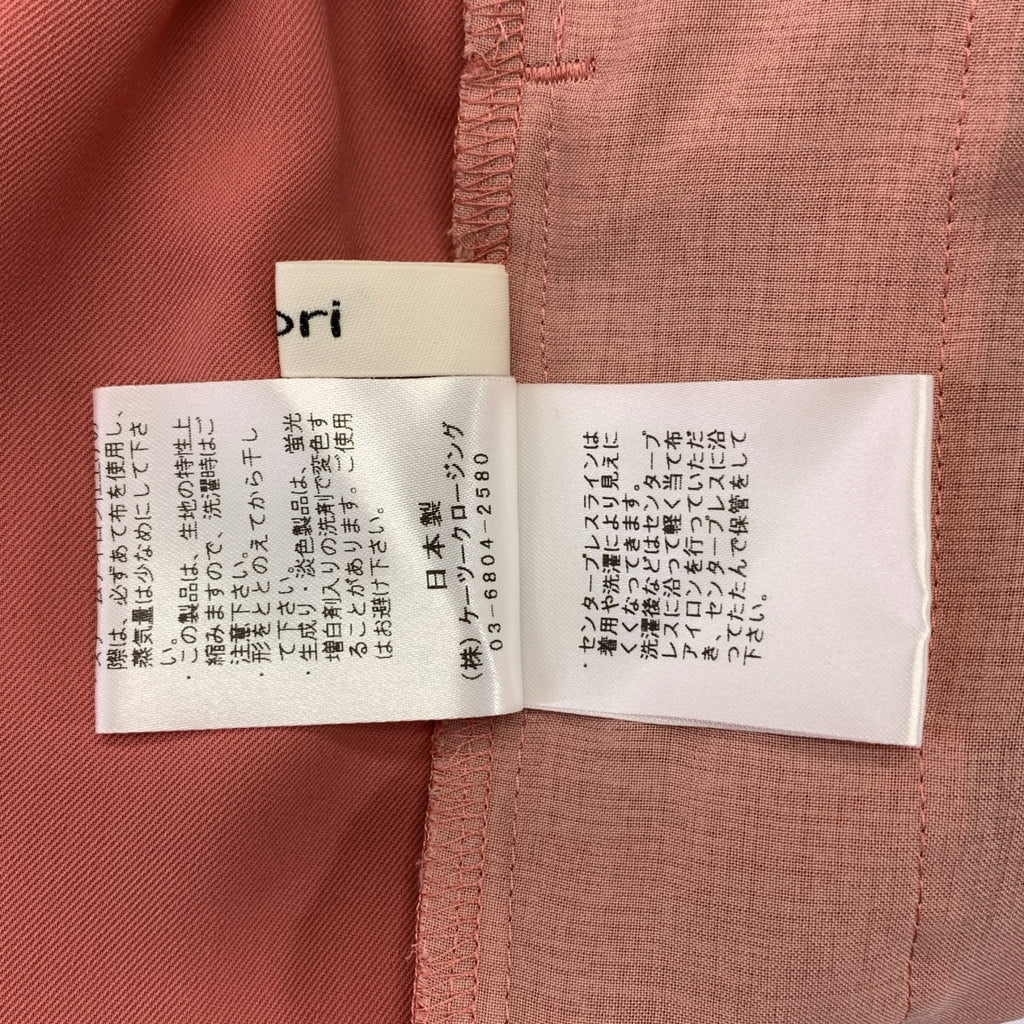 ori
際は、必ずあて布を使用し、
蒸気量は少なめにして下さ
い。
・この製品は、生地の特性上
縮みますので、洗濯時はご
注意下さい。
・形をととのえてから干し
て下さい。
・生成り・淡色製品は、蛍光
増白剤入りの洗剤で変色す
ることがあります。ご使用
はお避け下さい。
日本製
(株)ケーツークロージング
03-6804-2580
・センタープレスラインは
着用や洗濯により見えに
くくなってきます。
洗濯後などはセンタープ
レスに沿って軽く当て布
アイロンを行っていただ
き、センタープレスに沿
ってたたんで保管をして
下さい。